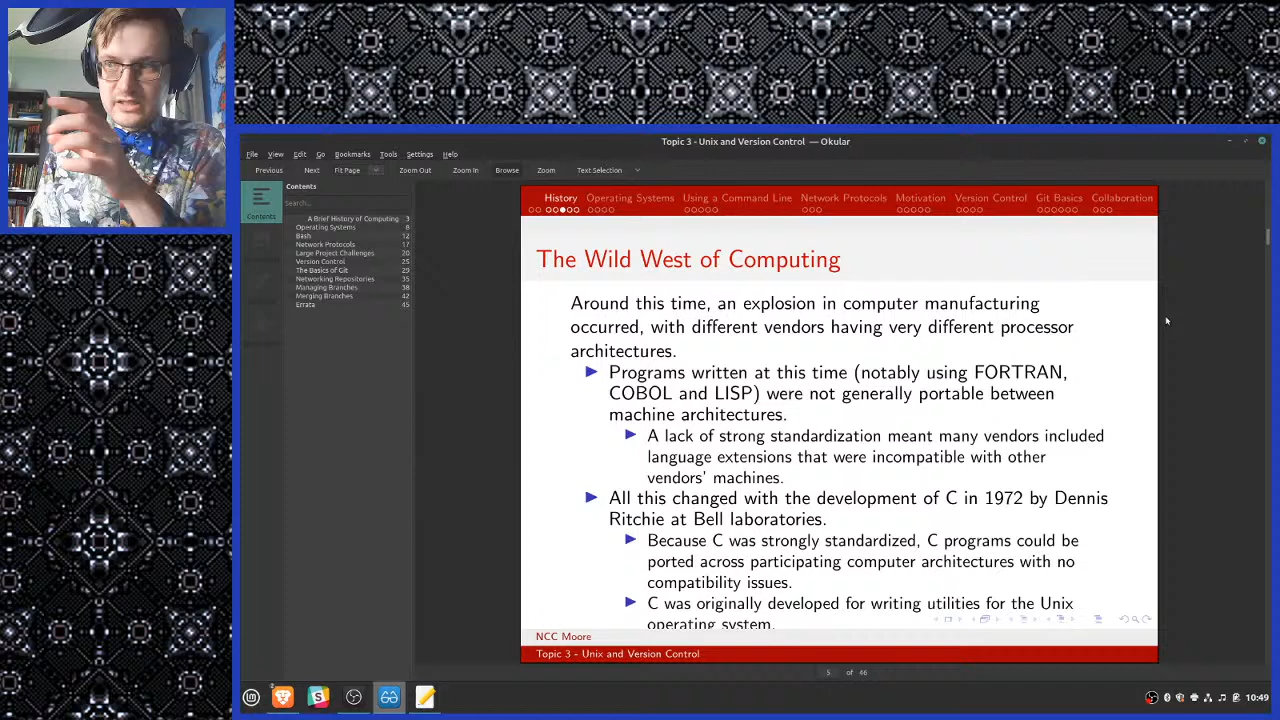 Topic 3 - Unix and Version Control — Okular
File View Edit Go Bookmarks Tools Settings Help
Previous Next Fit Page Zoom Out Zoom In Browse Zoom Text Selection
Contents
Contents
Search...
A Brief History of Computing 3
Operating Systems 8
Bash 12
Network Protocols 17
Large Project Challenges 20
Version Control 25
The Basics of Git 29
Networking Repositories 35
Managing Branches 38
Merging Branches 42
Errata 45
History Operating Systems Using a Command Line Network Protocols Motivation Version Control Git Basics Collaboration
The Wild West of Computing
Around this time, an explosion in computer manufacturing
occurred, with different vendors having very different processor
architectures.
Programs written at this time (notably using FORTRAN,
COBOL and LISP) were not generally portable between
machine architectures.
A lack of strong standardization meant many vendors included
language extensions that were incompatible with other
vendors' machines.
All this changed with the development of C in 1972 by Dennis
Ritchie at Bell laboratories.
Because C was strongly standardized, C programs could be
ported across participating computer architectures with no
compatibility issues.
C was originally developed for writing utilities for the Unix
operating system.
NCC Moore
Topic 3 - Unix and Version Control
5 of 46
10:49